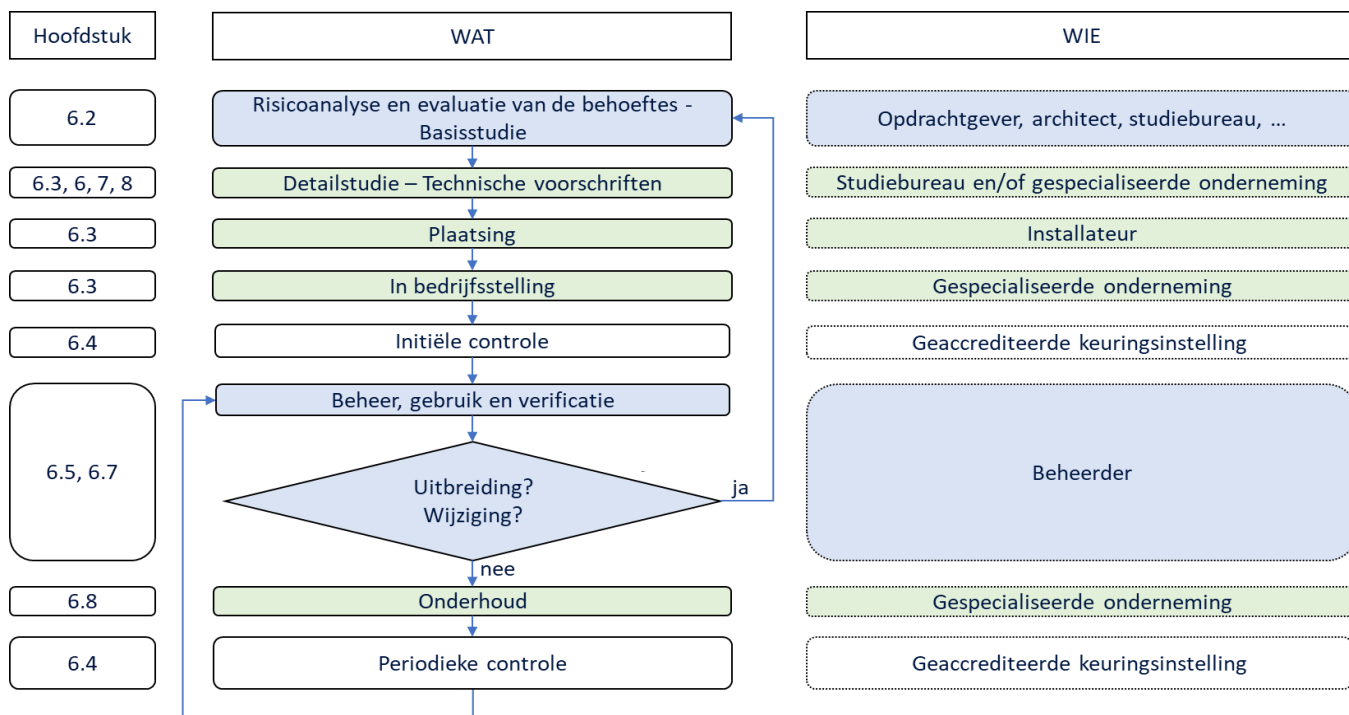 Hoofdstuk
WAT
WIE
6.2
Risicoanalyse en evaluatie van de behoeftes -
Basisstudie
Opdrachtgever, architect, studiebureau, ...
6.3, 6, 7, 8
Detailstudie – Technische voorschriften
Studiebureau en/of gespecialiseerde onderneming
6.3
Plaatsing
Installateur
6.3
In bedrijfsstelling
Gespecialiseerde onderneming
6.4
Initiële controle
Geaccrediteerde keuringsinstelling
6.5, 6.7
Beheer, gebruik en verificatie
Uitbreiding?
Wijziging?
ja
nee
Beheerder
6.8
Onderhoud
Gespecialiseerde onderneming
6.4
Periodieke controle
Geaccrediteerde keuringsinstelling